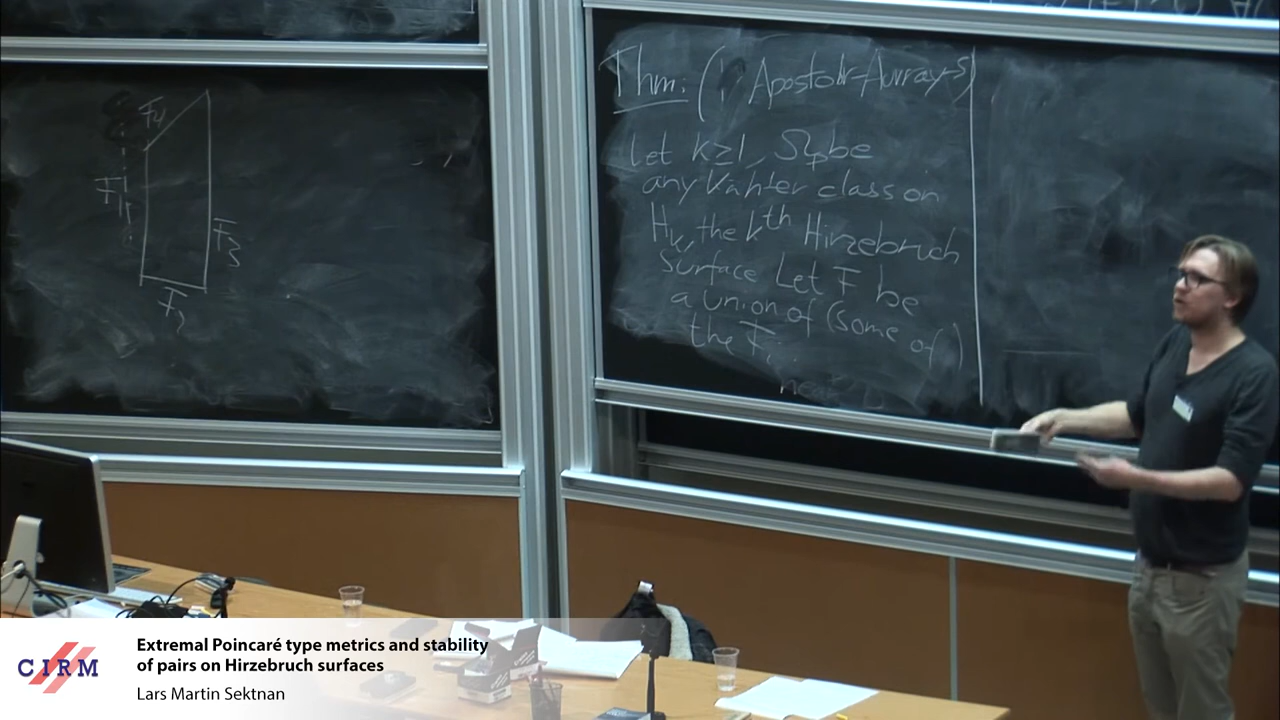 F4
F1
F3
F2
Thm: (1, Apostolov-Auvray-S)
Let k≥1, Ωb be
any Kähler class on
Hk, the kth Hirzebruch
surface Let F be
a union of (some of)
the Fi
CIRM
Extremal Poincaré type metrics and stability
of pairs on Hirzebruch surfaces
Lars Martin Sektnan